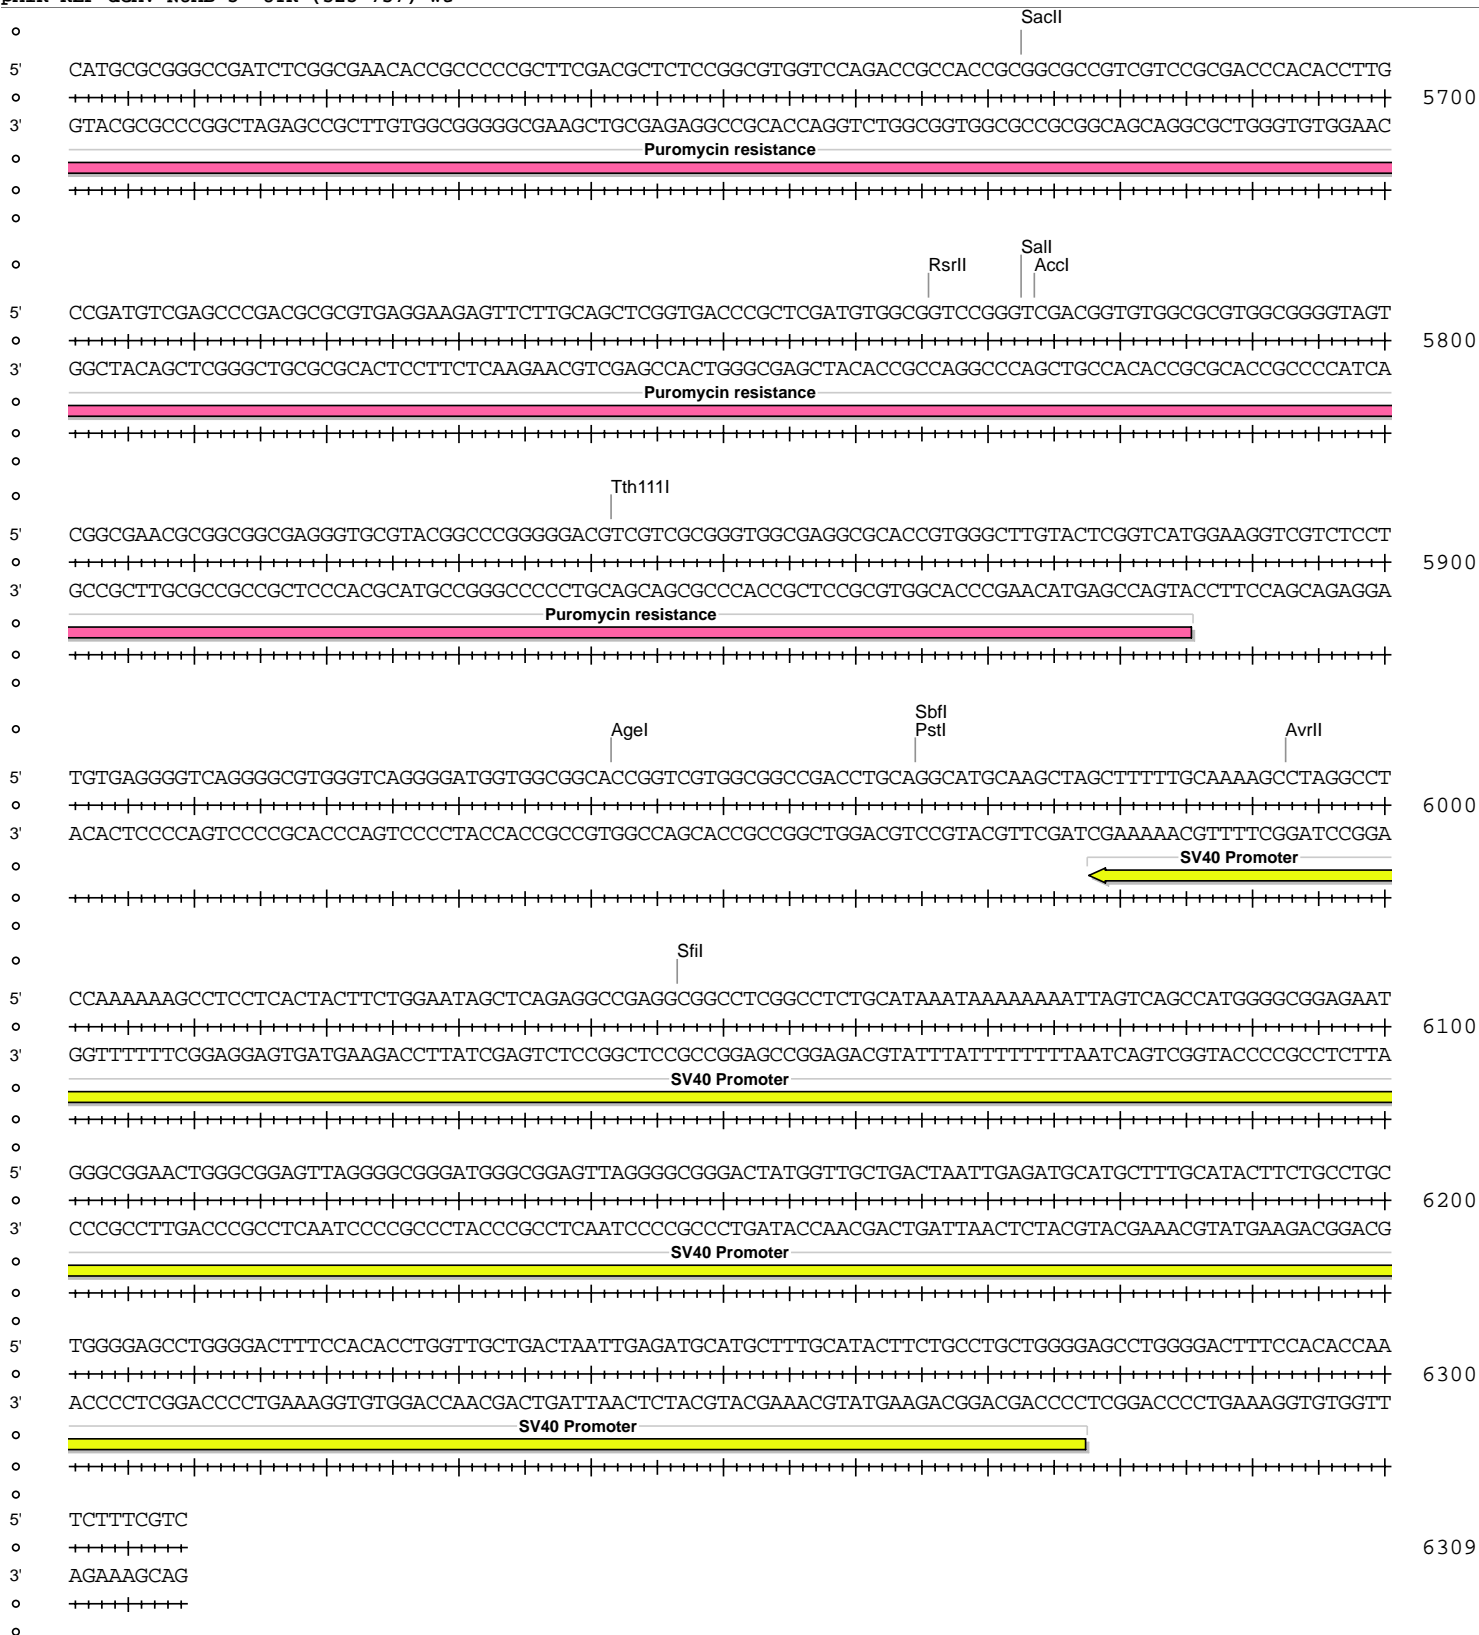 SacII
5' CATGCGCGGGCCGATCTCGGCGAACACCGCCCCCCGCTTCGACGCTCTCCGGCGTGGTCCAGACCGCCACCGCGGCGCCGTCGTCCGCGACCCACACCTTG
5700
3' GTACGCGCCCGGCTAGAGCCGCTTGTGGCGGGGGGCGAAGCTGCGAGAGGCCGCACCAGGTCTGGCGGTGGCGCCGCGGCAGCAGGCGCTGGGTGTGGAAC
Puromycin resistance
SalI
RsrII AccI
5' CCGATGTCGAGCCCGACGCGCGTGAGGAAGAGTTCTTGCAGCTCGGTGACCCGCTCGATGTGGCGGTCCGGGTCGACGGTGTGGCGCGTGGCGGGGTAGT
5800
3' GGCTACAGCTCGGGCTGCGCGCACTCCTTCTCAAGAACGTCGAGCCACTGGGCGAGCTACACCGCCAGGCCCAGCTGCCACACCGCGCACCGCCCCATCA
Puromycin resistance
Tth111I
5' CGGCGAACGCGGCGGCGAGGGTGCGTACGGCCCGGGGGACGTCGTCGCGGGTGGCGAGGCGCACCGTGGGCTTGTACTCGGTCATGGAAGGTCGTCTCCT
5900
3' GCCGCTTGCGCCGCCGCTCCCACGCATGCCGGGCCCCCTGCAGCAGCGCCCACCGCTCCGCGTGGCACCCGAACATGAGCCAGTACCTTCCAGCAGAGGA
Puromycin resistance
SbfI
AgeI PstI AvrII
5' TGTGAGGGGTCAGGGGCGTGGGTCAGGGGATGGTGGCGGCACCGGTCGTGGCGGCCGACCTGCAGGCATGCAAGCTAGCTTTTTGCAAAAGCCTAGGCCT
6000
3' ACACTCCCCAGTCCCCGCACCCAGTCCCCTACCACCGCCGTGGCCAGCACCGCCGGCTGGACGTCCGTACGTTCGATCGAAAAACGTTTTCGGATCCGGA
SV40 Promoter
SfiI
5' CCAAAAAAGCCTCCTCACTACTTCTGGAATAGCTCAGAGGCCGAGGCGGCCTCGGCCTCTGCATAAATAAAAAAAATTAGTCAGCCATGGGGCGGAGAAT
6100
3' GGTTTTTTCGGAGGAGTGATGAAGACCTTATCGAGTCTCCGGCTCCGCCGGAGCCGGAGACGTATTTATTTTTTTTAATCAGTCGGTACCCCGCCTCTTA
SV40 Promoter
5' GGGCGGAACTGGGCGGAGTTAGGGGCGGGATGGGCGGAGTTAGGGGCGGGACTATGGTTGCTGACTAATTGAGATGCATGCTTTGCATACTTCTGCCTGC
6200
3' CCCGCCTTGACCCGCCTCAATCCCCGCCCTACCCGCCTCAATCCCCGCCCTGATACCAACGACTGATTAACTCTACGTACGAAACGTATGAAGACGGACG
SV40 Promoter
5' TGGGGAGCCTGGGGACTTTCCACACCTGGTTGCTGACTAATTGAGATGCATGCTTTGCATACTTCTGCCTGCTGGGGAGCCTGGGGACTTTCCACACCAA
6300
3' ACCCCTCGGACCCCTGAAAGGTGTGGACCAACGACTGATTAACTCTACGTACGAAACGTATGAAGACGGACGACCCCTCGGACCCCTGAAAGGTGTGGTT
SV40 Promoter
5' TCTTTCGTC
6309
3' AGAAAGCAG